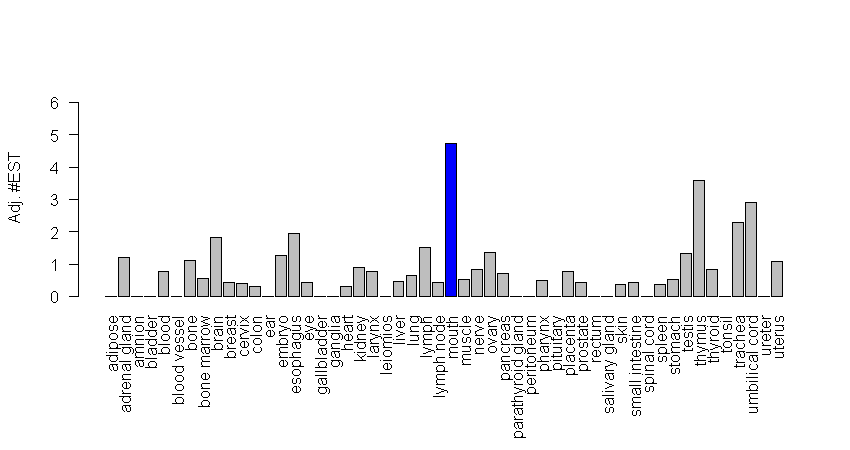 Adj. #EST
6
5
4
3
2
1
0
adipose
adrenal gland
amnion
bladder
blood
blood vessel
bone
bone marrow
brain
breast
cervix
colon
ear
embryo
esophagus
eye
gallbladder
ganglia
heart
kidney
larynx
leiomios
liver
lung
lymph
lymph node
mouth
muscle
nerve
ovary
pancreas
parathyroid gland
peritoneum
pharynx
pituitary
placenta
prostate
rectum
salivary gland
skin
small intestine
spinal cord
spleen
stomach
testis
thymus
thyroid
tonsil
trachea
umbilical cord
ureter
uterus